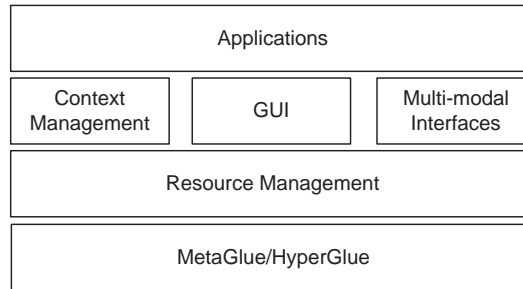 Applications
Context
Management
GUI
Multi-modal
Interfaces
Resource Management
MetaGlue/HyperGlue